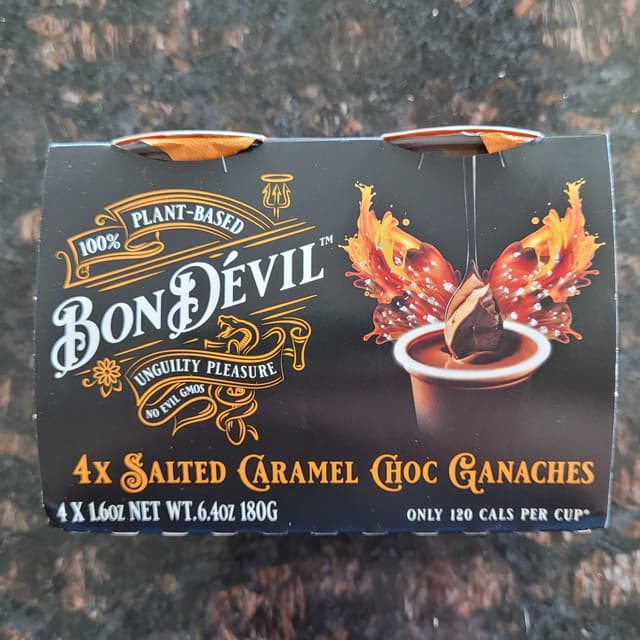 100% PLANT-BASED
BONDÉVIL™
UNGUILTY PLEASURE
NO EVIL GMOS
4X SALTED CARAMEL CHOC GANACHES
4 X 1.6OZ NET WT.6.4OZ 180G
ONLY 120 CALS PER CUP*